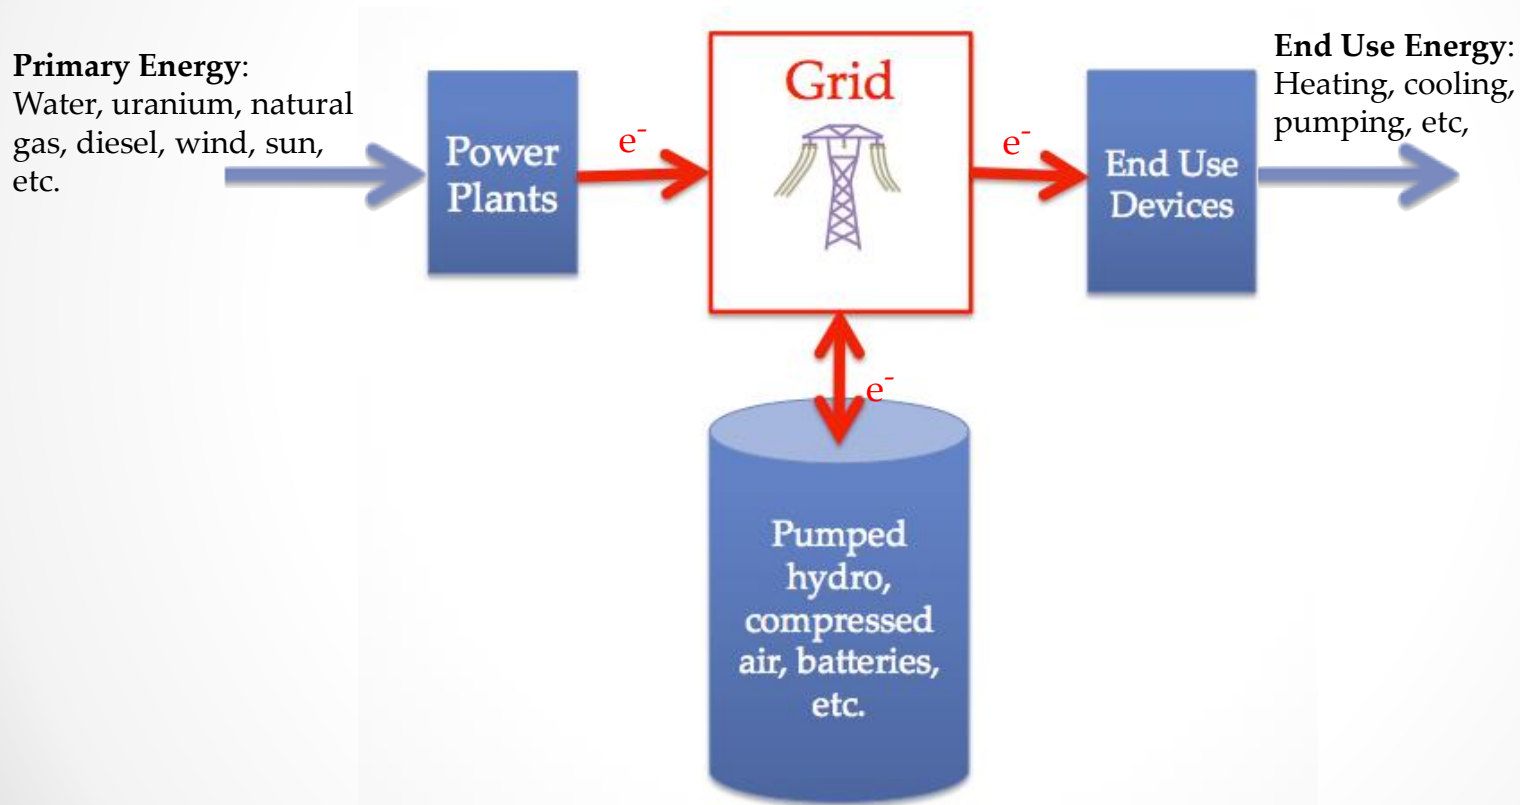 Primary Energy:
Water, uranium, natural
gas, diesel, wind, sun,
etc.
Power
Plants
e-
Grid
e-
End Use
Devices
End Use Energy:
Heating, cooling,
pumping, etc,
e-
Pumped
hydro,
compressed
air, batteries,
etc.